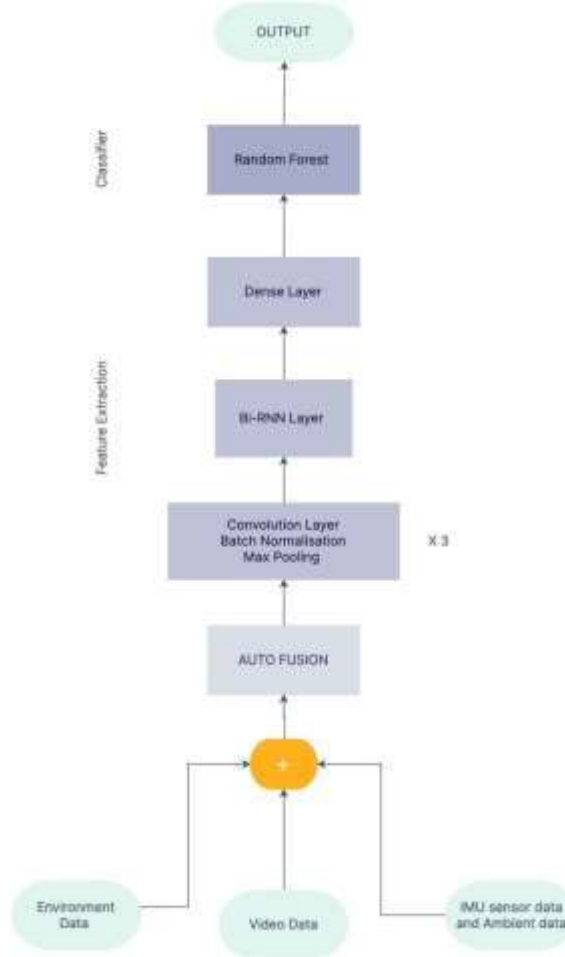 OUTPUT
Classifier
Random Forest
Dense Layer
Feature Extraction
Bi-RNN Layer
Convolution Layer
Batch Normalisation
Max Pooling
X 3
AUTO FUSION
+
Environment
Data
Video Data
IMU sensor data
and Ambient data